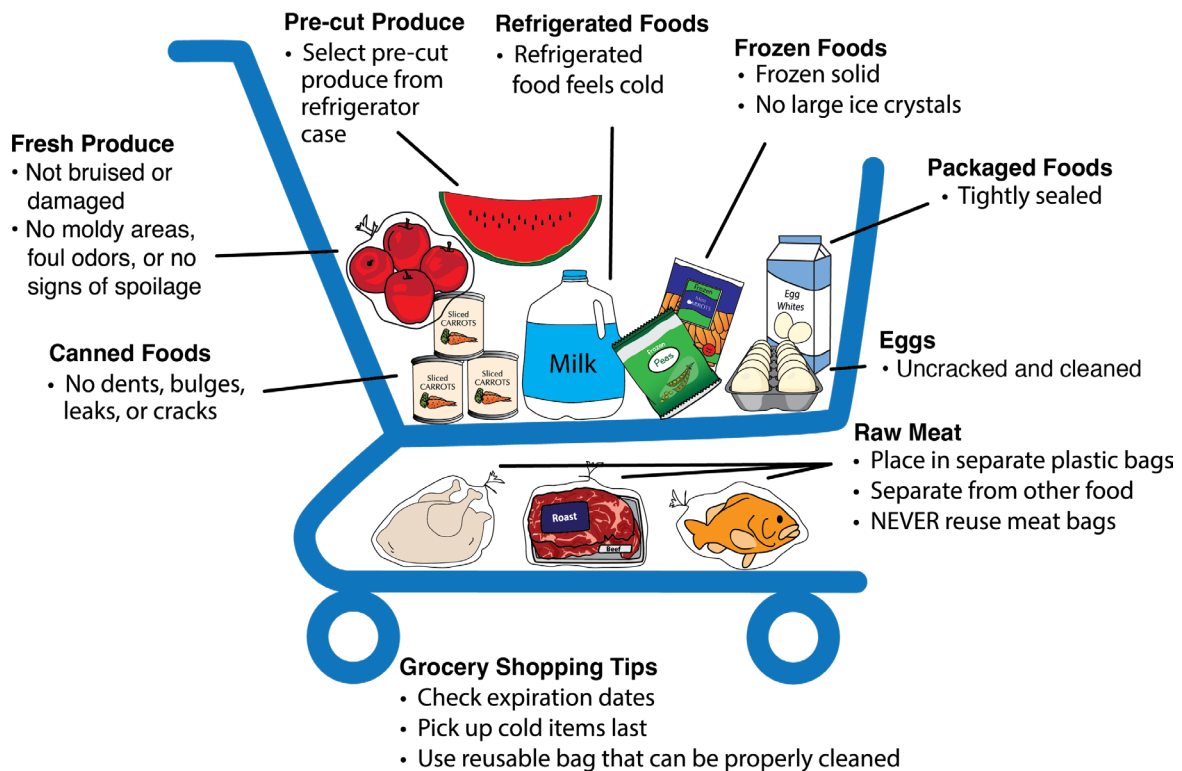 Pre-cut Produce
• Select pre-cut
produce from
refrigerator
case
Refrigerated Foods
• Refrigerated
food feels cold
Frozen Foods
• Frozen solid
• No large ice crystals
Fresh Produce
• Not bruised or
damaged
• No moldy areas,
foul odors, or no
signs of spoilage
Packaged Foods
• Tightly sealed
Canned Foods
• No dents, bulges,
leaks, or cracks
Eggs
• Uncracked and cleaned
Sliced
CARROTS
Sliced
CARROTS
Sliced
CARROTS
Milk
Frozen
CARROTS
Frozen
Peas
Egg
Whites
Raw Meat
• Place in separate plastic bags
• Separate from other food
• NEVER reuse meat bags
Roast
Beef
Grocery Shopping Tips
• Check expiration dates
• Pick up cold items last
• Use reusable bag that can be properly cleaned